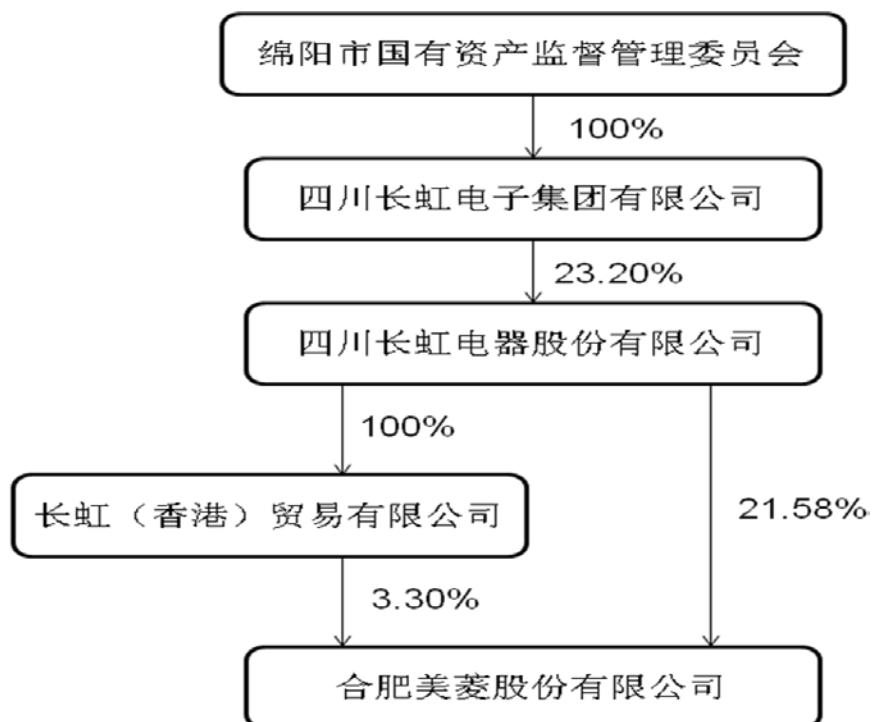 绵阳市国有资产监督管理委员会
100%
四川长虹电子集团有限公司
23.20%
四川长虹电器股份有限公司
100%
长虹（香港）贸易有限公司
21.58%
3.30%
合肥美菱股份有限公司